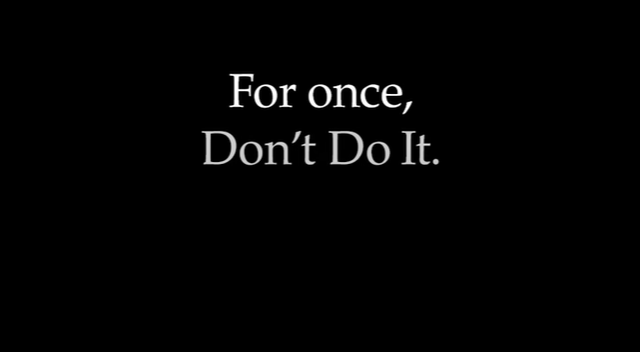 For once,
Don’t Do It.